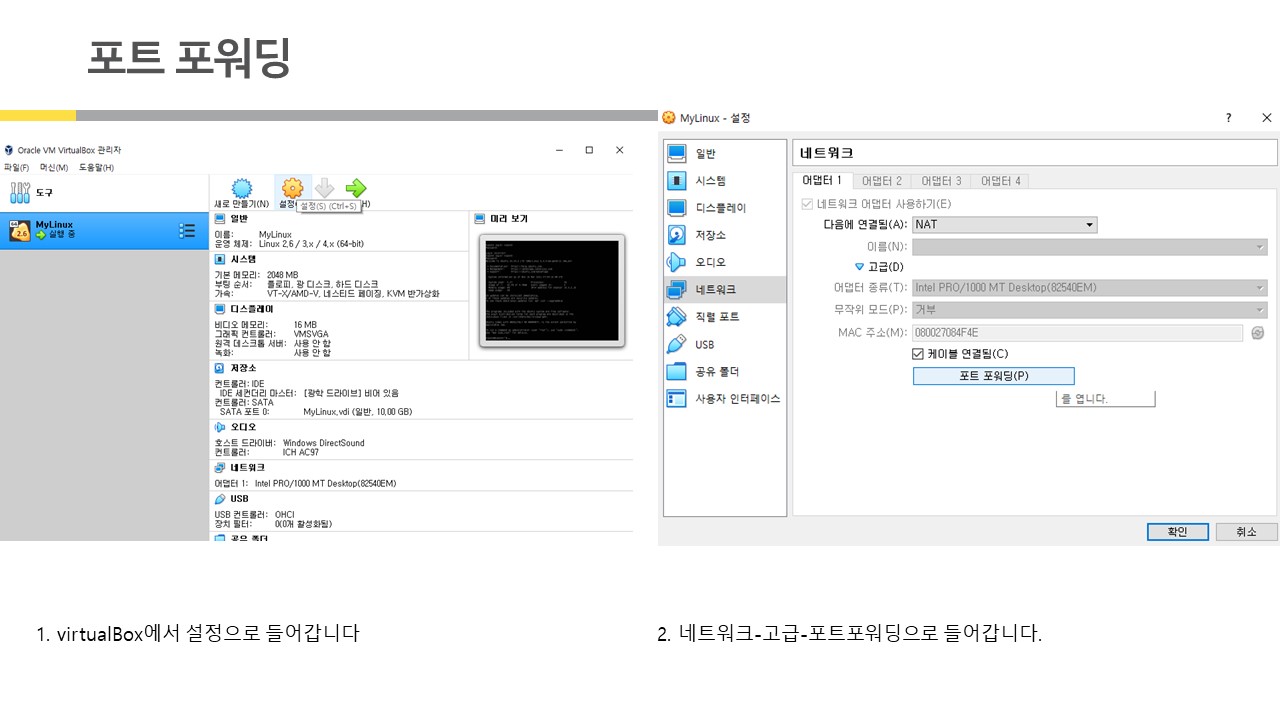 포트 포워딩
Oracle VM VirtualBox 관리자
파일(F) 머신(M) 도움말(H)
도구
새로 만들기(N) 설정( H)
설정(S) (Ctrl+S)
MyLinux
실행 중
일반
이름: MyLinux
운영 체제: Linux 2.6 / 3.x / 4.x (64-bit)
시스템
기본 메모리: 2048 MB
부팅 순서: 플로피, 광 디스크, 하드 디스크
가속: VT-X/AMD-V, 네스티드 페이징, KVM 반가상화
디스플레이
비디오 메모리: 16 MB
그래픽 컨트롤러: VMSVGA
원격 데스크톱 서버: 사용 안 함
녹화: 사용 안 함
저장소
컨트롤러: IDE
IDE 세컨더리 마스터: [광학 드라이브] 비어 있음
컨트롤러: SATA
SATA 포트 0: MyLinux.vdi (일반, 10.00 GB)
오디오
호스트 드라이버: Windows DirectSound
컨트롤러: ICH AC97
네트워크
어댑터 1: Intel PRO/1000 MT Desktop(82540EM)
USB
USB 컨트롤러: OHCI
장치 필터: 0(0개 활성화됨)
공유 폴더
미리 보기
MyLinux - 설정
일반
시스템
디스플레이
저장소
오디오
네트워크
직렬 포트
USB
공유 폴더
사용자 인터페이스
네트워크
어댑터 1 어댑터 2 어댑터 3 어댑터 4
네트워크 어댑터 사용하기(E)
다음에 연결됨(A): NAT
이름(N):
고급(D)
어댑터 종류(T): Intel PRO/1000 MT Desktop(82540EM)
무작위 모드(P): 거부
MAC 주소(M): 080027084F4E
케이블 연결됨(C)
포트 포워딩(P)
를 엽니다.
확인 취소
1. virtualBox에서 설정으로 들어갑니다
2. 네트워크-고급-포트포워딩으로 들어갑니다.